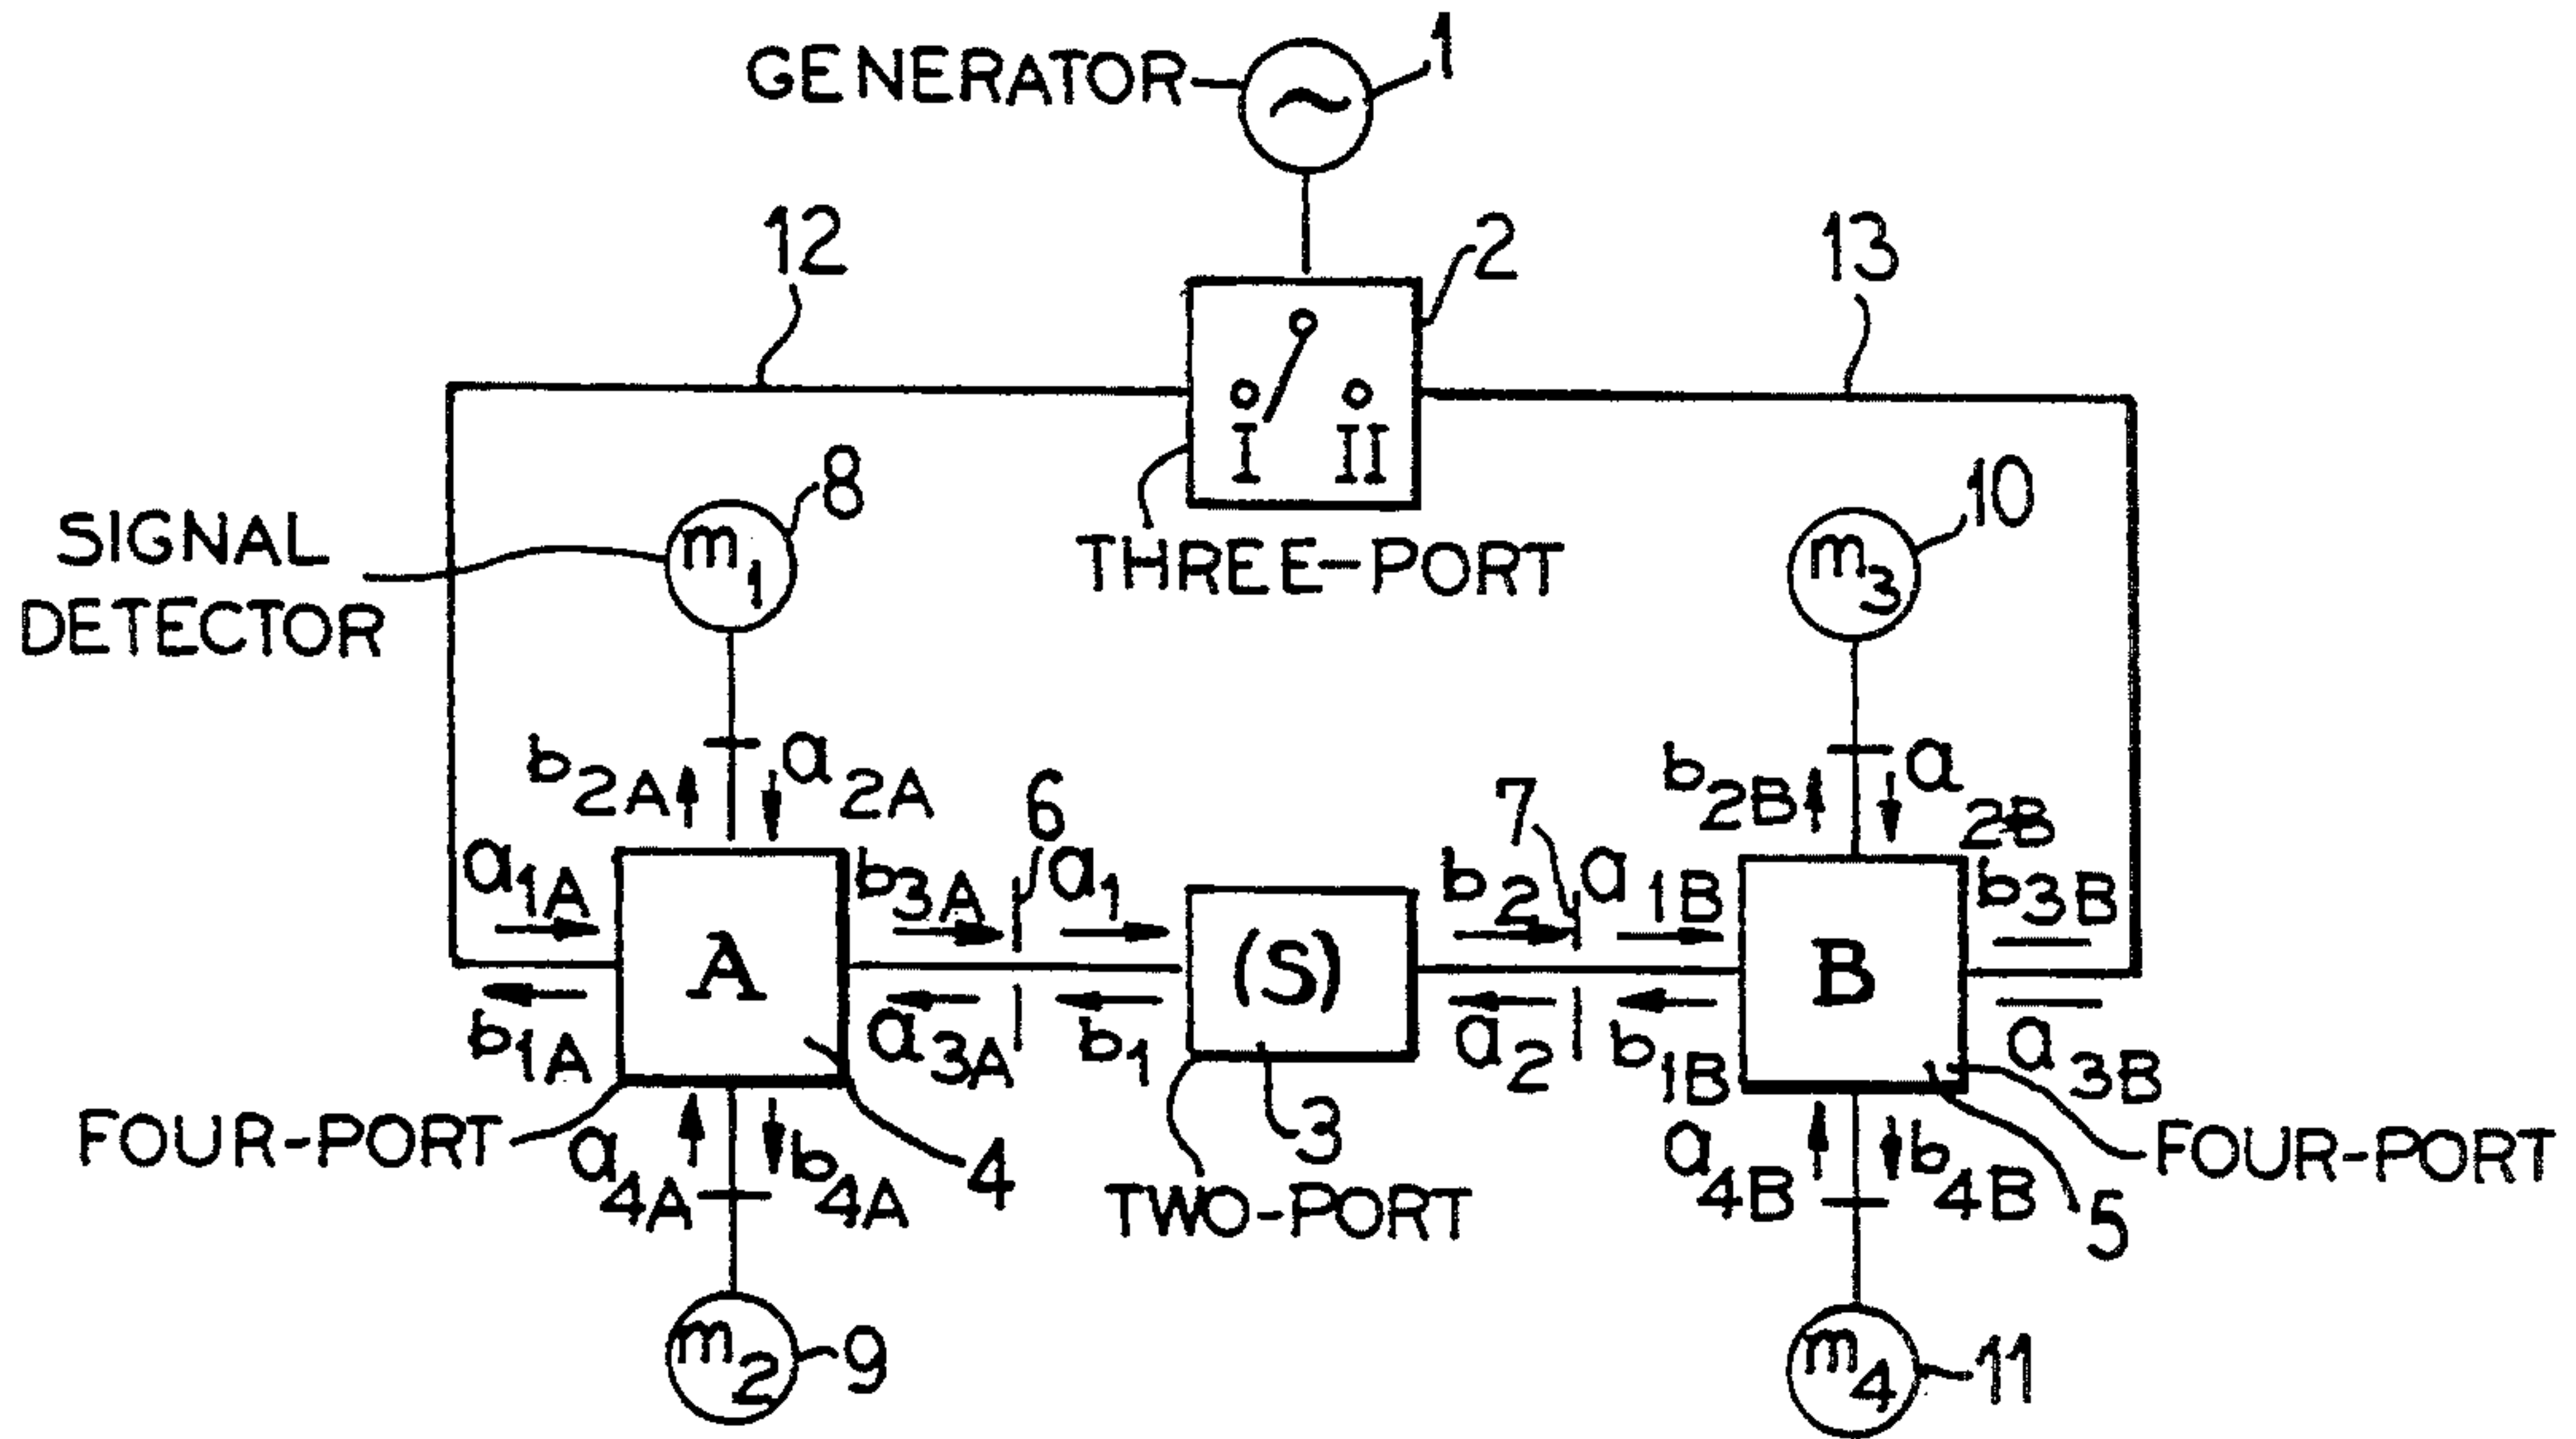 GENERATOR
1
12
2
13
I II
THREE-PORT
SIGNAL
DETECTOR
8
m1
10
m3
b2A
a2A
b2B
a2B
6
7
a1A
b3A
a1
b2
a1B
b3B
A
(S)
B
b1A
a3A
b1
a2
b1B
a3B
FOUR-PORT
a4A
b4A
4
3
TWO-PORT
a4B
b4B
FOUR-PORT
5
m2
9
m4
11